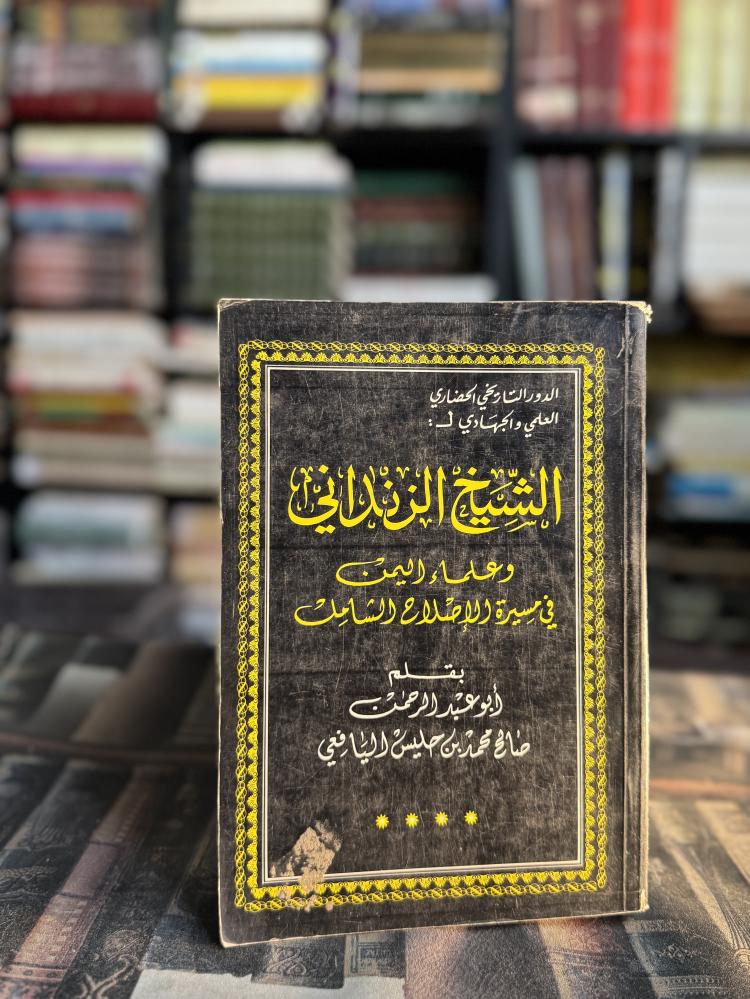 الدور التاريخي الحضاري
العلمي والجهادي لـ :
الشيخ الزنداني
وعلماء اليمن
في مسيرة الإصلاح الشامل
بقلم
أبو عبد الرحمن
صالح محمد بن حليس اليافعي